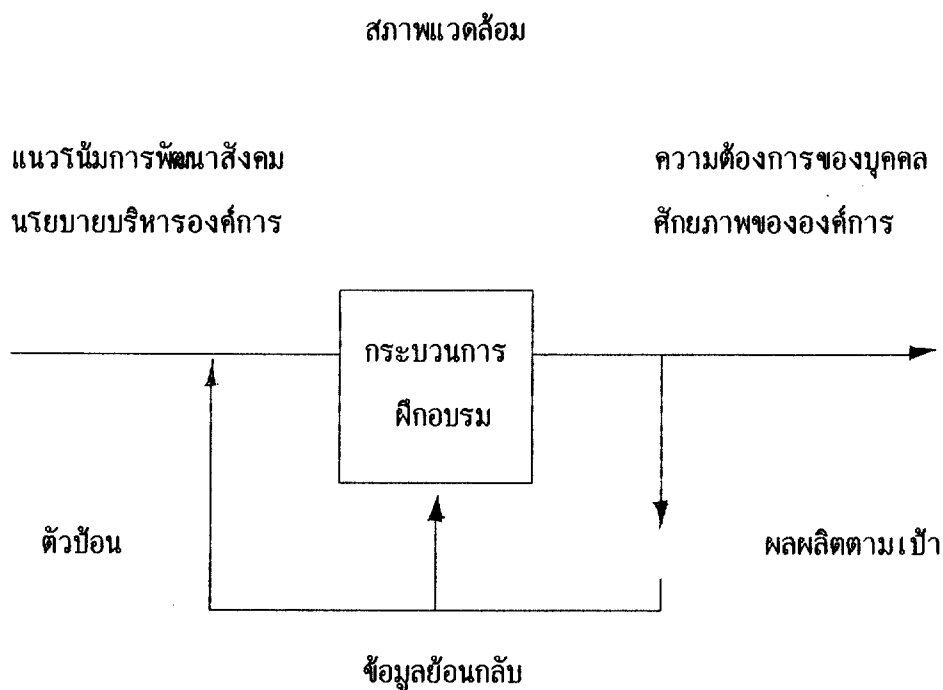 สภาพแวดล้อม
แนวโน้มการพัฒนาสังคม
ความต้องการของบุคคล
นโยบายบริหารองค์การ
ศักยภาพขององค์การ
กระบวนการ
ฝึกอบรม
ตัวป้อน
ผลผลิตตามเป้า
ข้อมูลย้อนกลับ